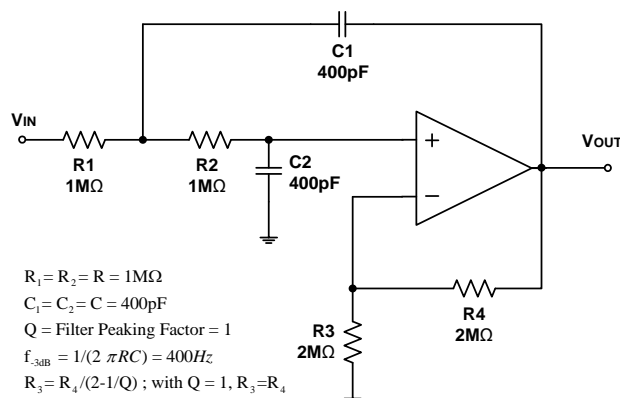 C1
400pF
VIN
VOUT
+
−
R1
1MΩ
R2
1MΩ
C2
400pF
R4
2MΩ
R3
2MΩ
R₁= R₂= R = 1MΩ
C₁= C₂= C = 400pF
Q = Filter Peaking Factor = 1
f₋₃dB = 1/(2 πRC) = 400Hz
R₃= R₄/(2-1/Q) ; with Q = 1, R₃=R₄